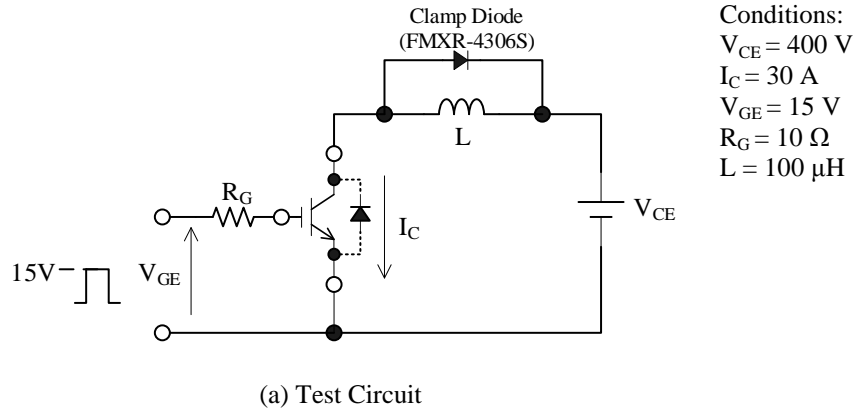 Clamp Diode
(FMXR-4306S)
L
Conditions:
V_CE = 400 V
I_C = 30 A
V_GE = 15 V
R_G = 10 Ω
L = 100 μH
R_G
I_C
V_CE
15V
V_GE
(a) Test Circuit